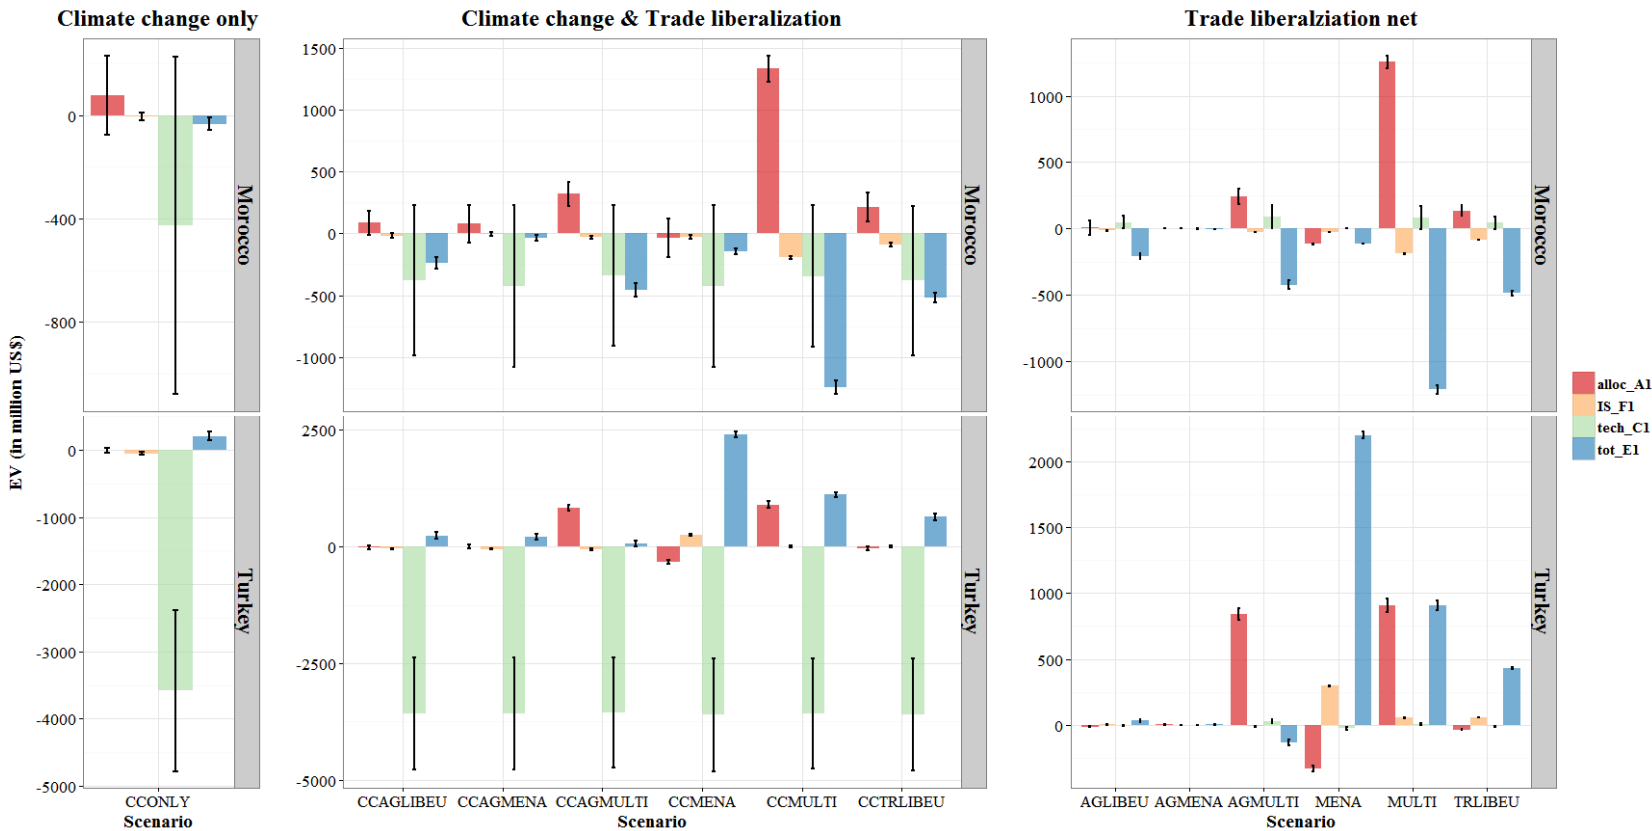 Climate change only
Climate change & Trade liberalization
Trade liberalziation net
EV (in million US$)
0
-400
-800
Morocco
0
-1000
-2000
-3000
-4000
-5000
Turkey
CCONLY
Scenario
1500
1000
500
0
-500
-1000
Morocco
2500
0
-2500
-5000
Turkey
CCAGLIBEU CCAGMENA CCAGMULTI CCMENA CCMULTI CCTRLIBEU
Scenario
1000
500
0
-500
-1000
Morocco
2000
1500
1000
500
0
Turkey
AGLIBEU AGMENA AGMULTI MENA MULTI TRLIBEU
Scenario
alloc_A1
IS_F1
tech_C1
tot_E1